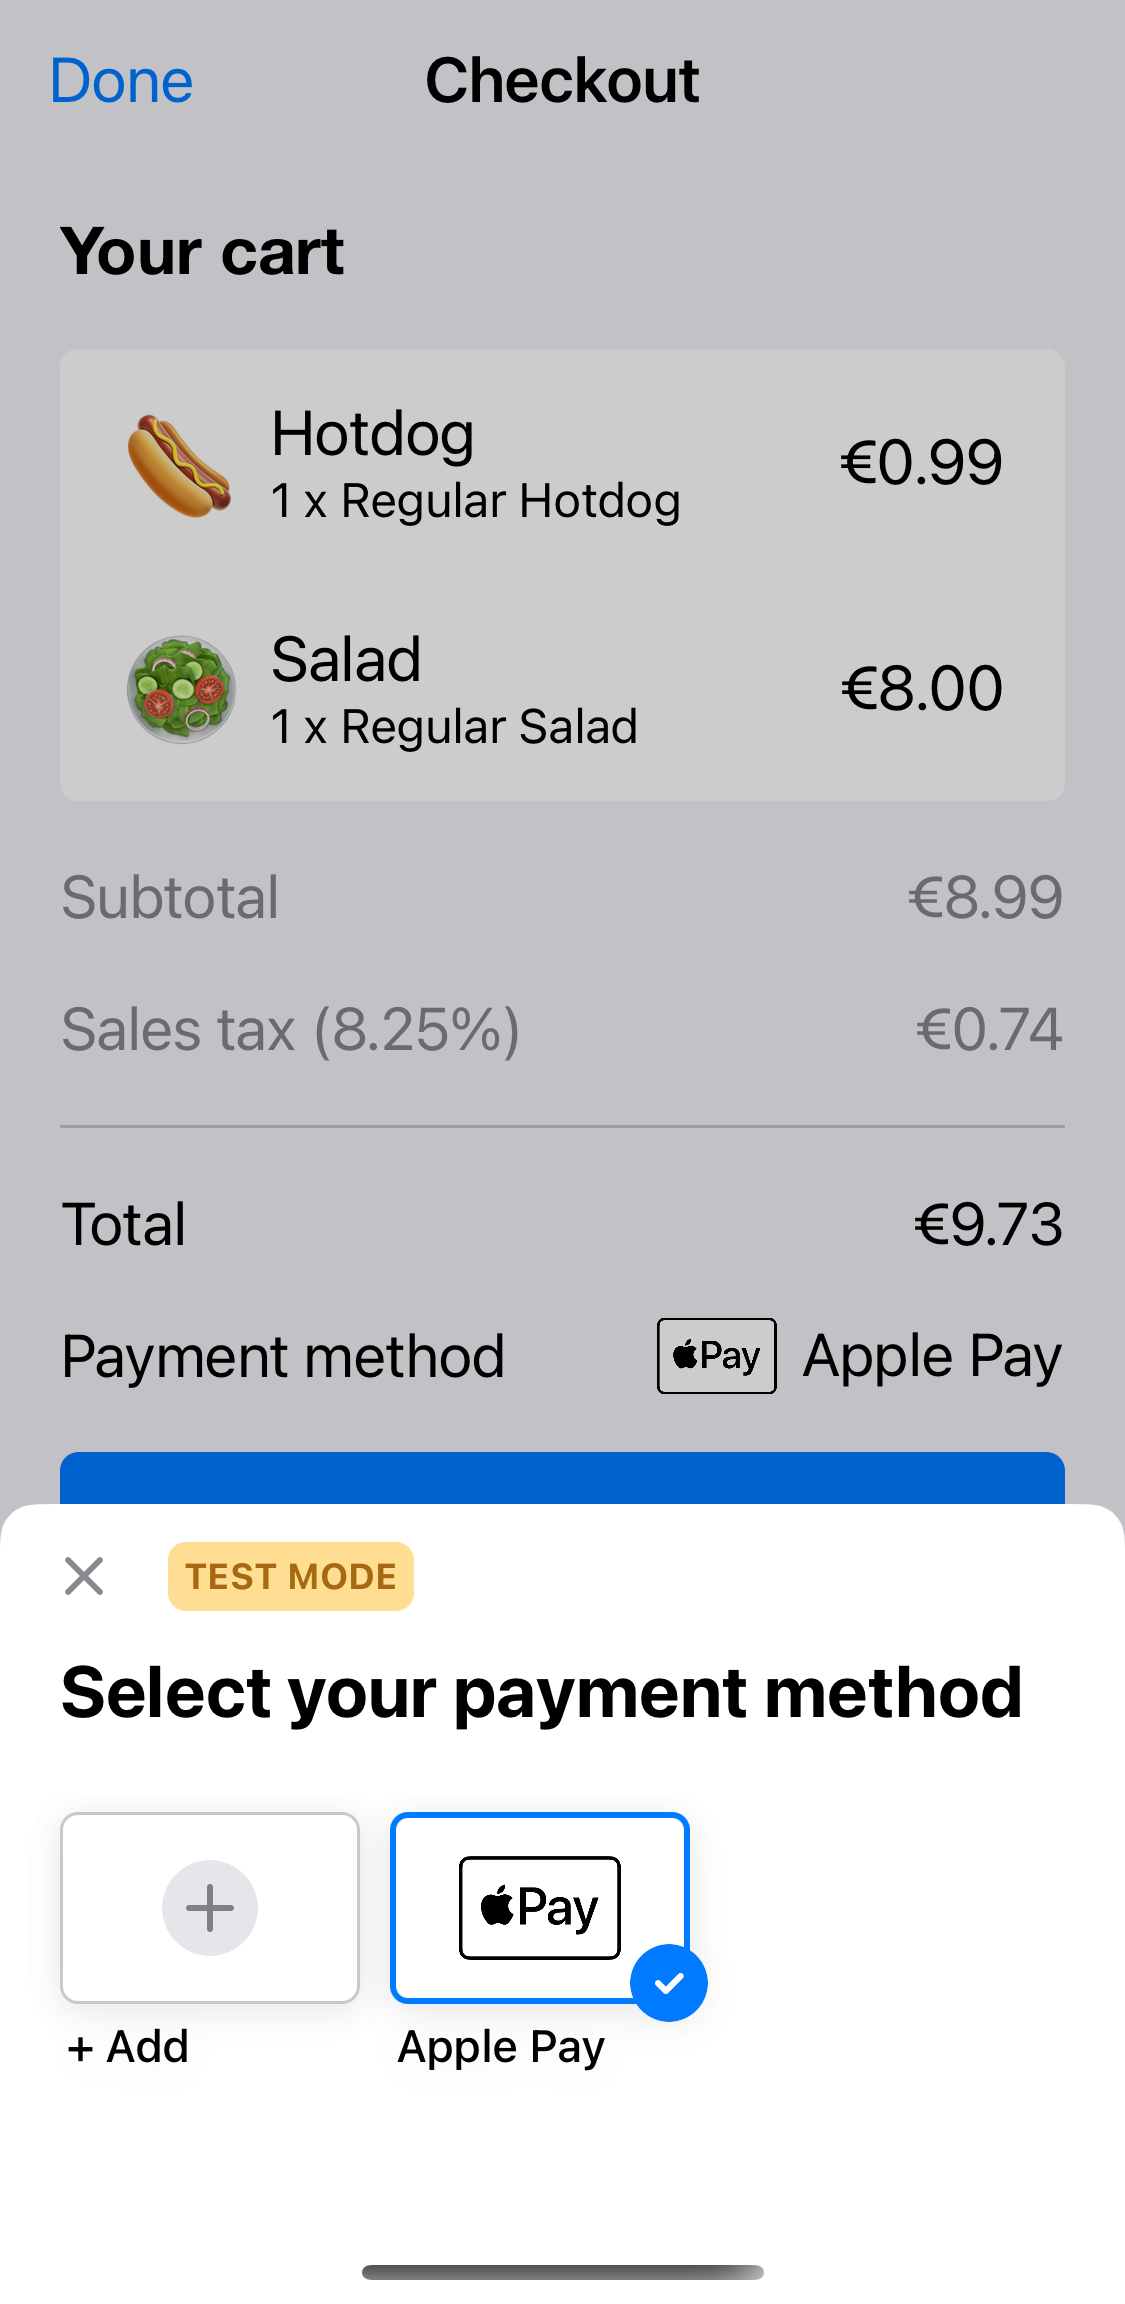 Done
Checkout
Your cart
Hotdog
1 x Regular Hotdog
€0.99
Salad
1 x Regular Salad
€8.00
Subtotal
€8.99
Sales tax (8.25%)
€0.74
Total
€9.73
Payment method
Pay
Apple Pay
TEST MODE
Select your payment method
Pay
+ Add
Apple Pay